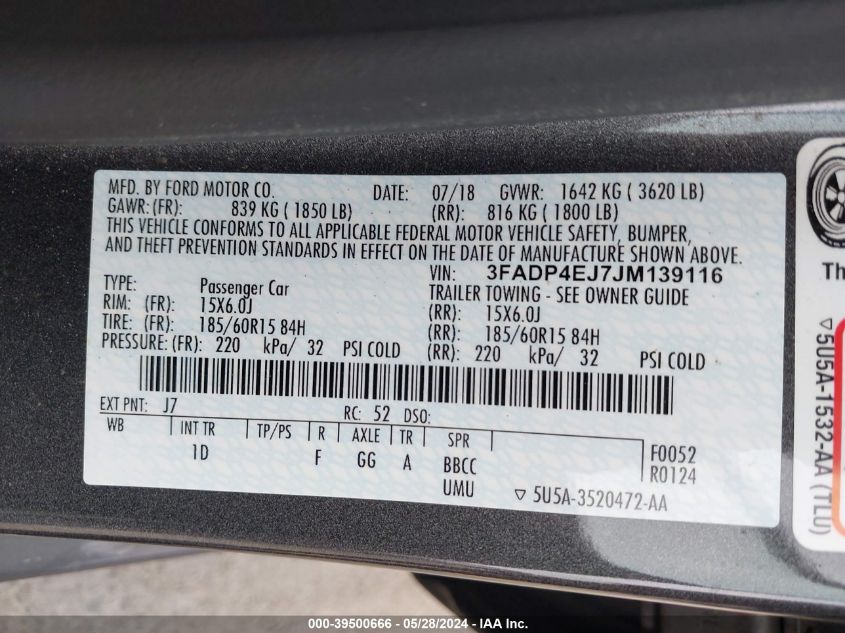 MFD. BY FORD MOTOR CO. DATE: 07/18 GVWR: 1642 KG ( 3620 LB)
GAWR:(FR): 839 KG ( 1850 LB) (RR): 816 KG ( 1800 LB)
THIS VEHICLE CONFORMS TO ALL APPLICABLE FEDERAL MOTOR VEHICLE SAFETY, BUMPER,
AND THEFT PREVENTION STANDARDS IN EFFECT ON THE DATE OF MANUFACTURE SHOWN ABOVE.
VIN: 3FADP4EJ7JM139116
TYPE: Passenger Car TRAILER TOWING - SEE OWNER GUIDE
RIM: (FR): 15X6.0J (RR): 15X6.0J
TIRE: (FR): 185/60R15 84H (RR): 185/60R15 84H
PRESSURE: (FR): 220 kPa/ 32 PSI COLD (RR): 220 kPa/ 32 PSI COLD
EXT PNT: J7 RC: 52 DSO:
WB INT TR TP/PS R AXLE TR SPR
1D F GG A BBCC F0052
UMU R0124
▽ 5U5A-3520472-AA
Th
▽5U5A-1532-AA (TLU)
000-39500666 - 05/28/2024 - IAA Inc.